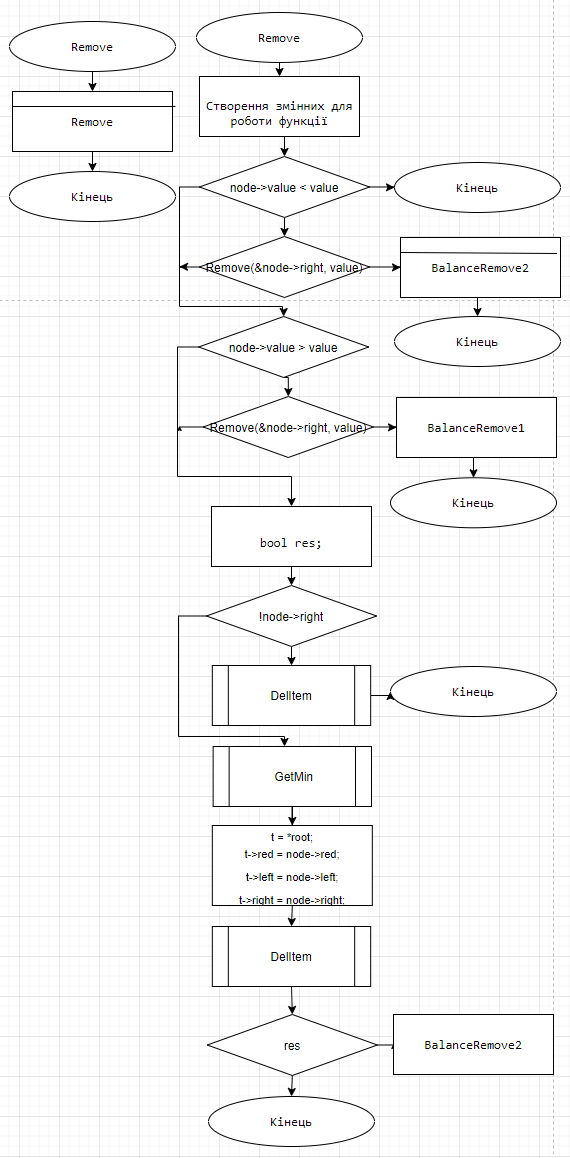 Remove
Remove
Кінець
Remove
Створення змінних для
роботи функції
node->value < value
Кінець
Remove(&node->right, value)
BalanceRemove2
Кінець
node->value > value
Remove(&node->right, value)
BalanceRemove1
Кінець
bool res;
!node->right
DelItem
Кінець
GetMin
t = *root;
t->red = node->red;
t->left = node->left;
t->right = node->right;
DelItem
res
BalanceRemove2
Кінець